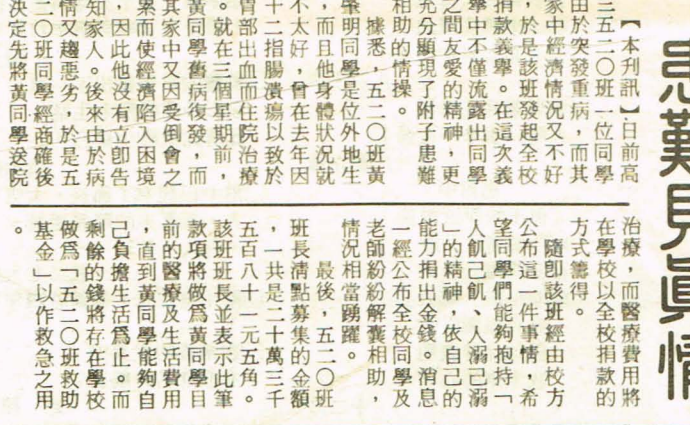 患難見眞情
【本刊訊】日前高
三五二〇班一位同學
由於突發重病,而其
家中經濟情況又不好
,於是該班發起全校
捐款義舉。在這次義
舉中不僅流露出同學
之間友愛的精神,更
充分顯現了附子患難
相助的情操。
據悉,五二〇班黃
肇明同學是位外地生
,而且他身體狀況就
不太好,曾在去年因
十二指腸潰瘍以致於
胃部出血而住院治療
。就在三個星期前,
黃同學舊病復發,而
其家中又因受倒會之
累而使經濟陷入困境
,因此他沒有立卽告
知家人。後來由於病
情又趨惡劣,於是五
二〇班同學經商確後
決定先將黃同學送院
治療,而醫療費用將
在學校以全校捐款的
方式籌得。
隨卽該班經由校方
公布這一件事情,希
望同學們能夠抱持「
人飢己飢、人溺己溺
」的精神,依自己的
能力捐出金錢。消息
一經公布全校同學及
老師紛紛解囊相助,
情況相當踴躍。
最後,五二〇班
班長淸點募集的金額
,一共是二十萬三千
五百八十一元五角。
該班班長並表示此筆
款項將做爲黃同學目
前的醫療及生活費用
,直到黃同學能夠自
己負擔生活爲止。而
剩餘的錢將存在學校
做爲「五二〇班救助
基金」以作救急之用
。